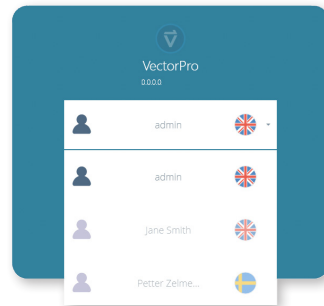 VectorPro
0.0.0.0
admin
admin
Jane Smith
Petter Zelme...